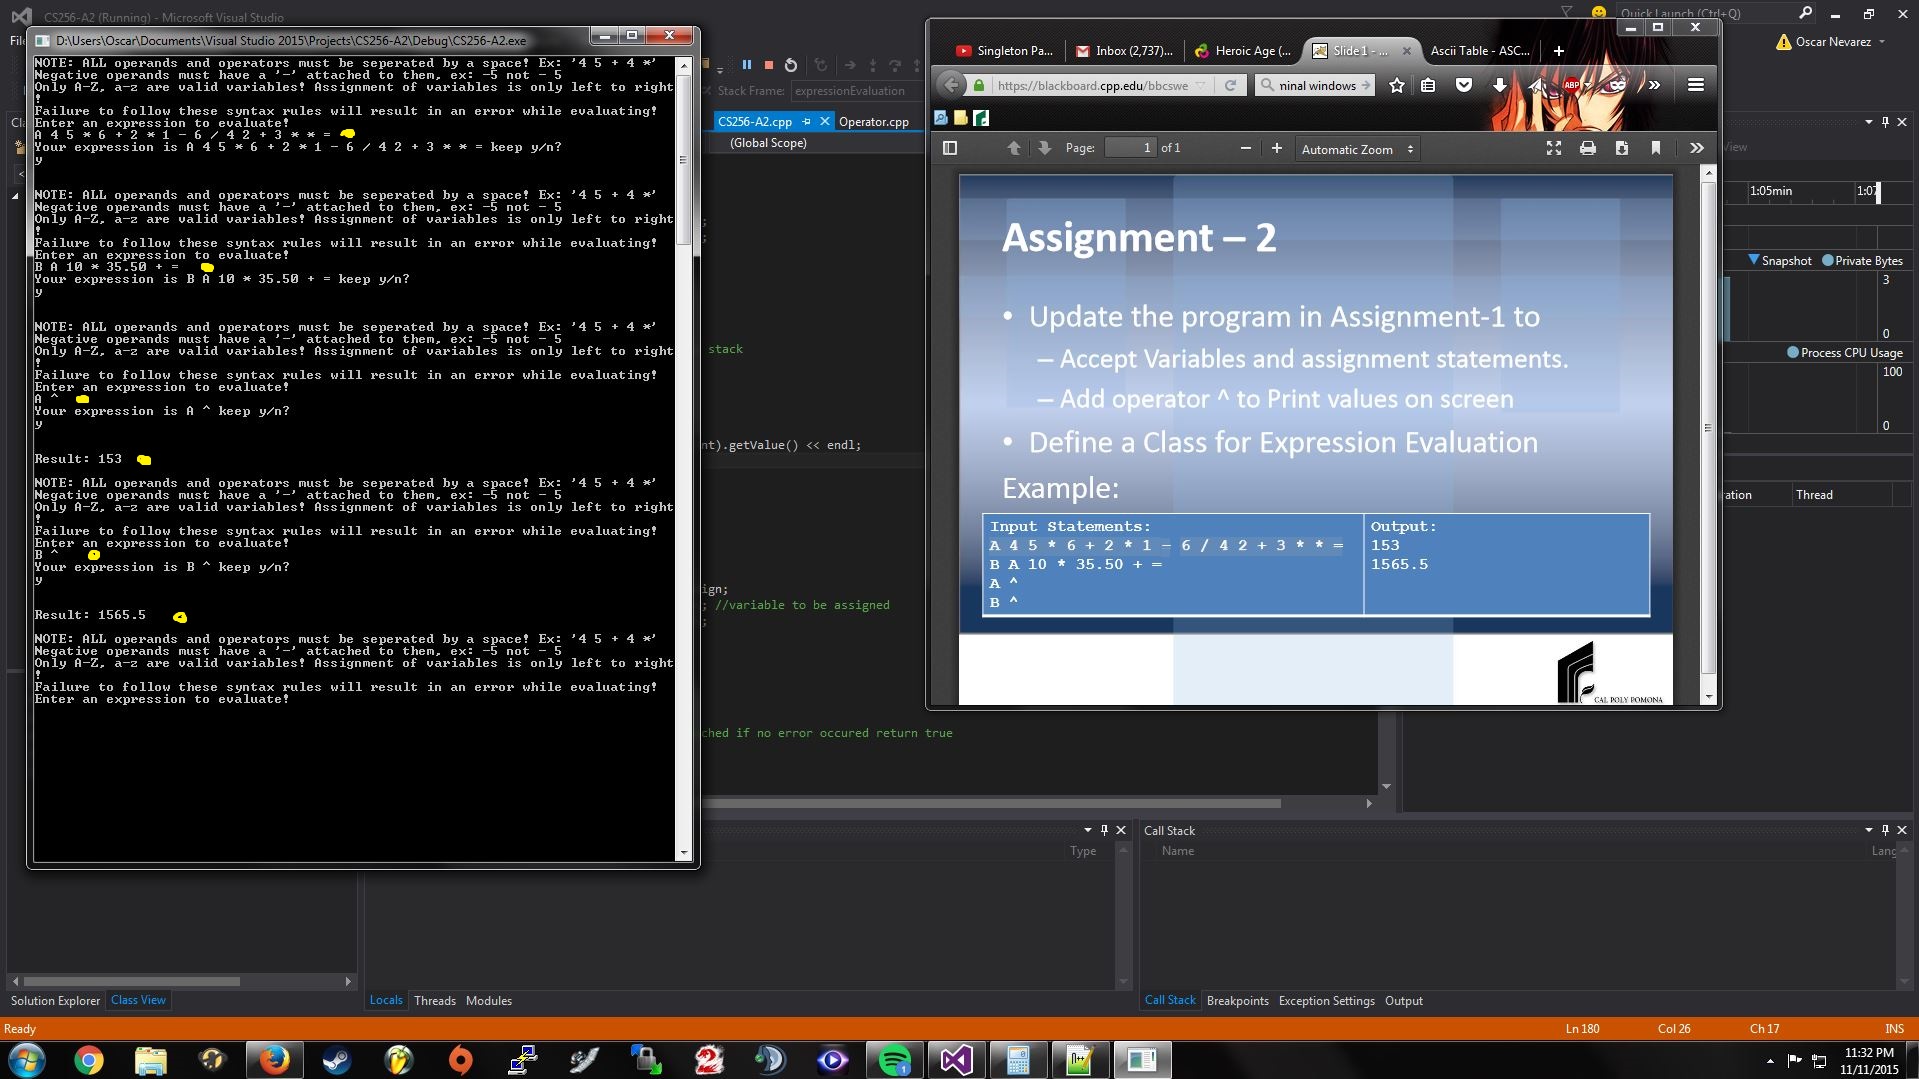 CS256-A2 (Running) - Microsoft Visual Studio
Quick Launch (Ctrl+Q)
Oscar Nevarez
D:\Users\Oscar\Documents\Visual Studio 2015\Projects\CS256-A2\Debug\CS256-A2.exe
NOTE: ALL operands and operators must be seperated by a space! Ex: '4 5 + 4 *'
Negative operands must have a '-' attached to them, ex: -5 not - 5
Only A-Z, a-z are valid variables! Assignment of variables is only left to right
!
Failure to follow these syntax rules will result in an error while evaluating!
Enter an expression to evaluate!
A 4 5 * 6 + 2 * 1 - 6 / 4 2 + 3 * * =
Your expression is A 4 5 * 6 + 2 * 1 - 6 / 4 2 + 3 * * = keep y/n?
y
NOTE: ALL operands and operators must be seperated by a space! Ex: '4 5 + 4 *'
Negative operands must have a '-' attached to them, ex: -5 not - 5
Only A-Z, a-z are valid variables! Assignment of variables is only left to right
!
Failure to follow these syntax rules will result in an error while evaluating!
Enter an expression to evaluate!
B A 10 * 35.50 + =
Your expression is B A 10 * 35.50 + = keep y/n?
y
NOTE: ALL operands and operators must be seperated by a space! Ex: '4 5 + 4 *'
Negative operands must have a '-' attached to them, ex: -5 not - 5
Only A-Z, a-z are valid variables! Assignment of variables is only left to right
!
Failure to follow these syntax rules will result in an error while evaluating!
Enter an expression to evaluate!
A ^
Your expression is A ^ keep y/n?
y
Result: 153
NOTE: ALL operands and operators must be seperated by a space! Ex: '4 5 + 4 *'
Negative operands must have a '-' attached to them, ex: -5 not - 5
Only A-Z, a-z are valid variables! Assignment of variables is only left to right
!
Failure to follow these syntax rules will result in an error while evaluating!
Enter an expression to evaluate!
B ^
Your expression is B ^ keep y/n?
y
Result: 1565.5
NOTE: ALL operands and operators must be seperated by a space! Ex: '4 5 + 4 *'
Negative operands must have a '-' attached to them, ex: -5 not - 5
Only A-Z, a-z are valid variables! Assignment of variables is only left to right
!
Failure to follow these syntax rules will result in an error while evaluating!
Enter an expression to evaluate!
Stack Frame: expressionEvaluation
CS256-A2.cpp Operator.cpp
(Global Scope)
stack
nt).getValue() << endl;
ign;
; //variable to be assigned
ched if no error occured return true
Singleton Pa... Inbox (2,737)... Heroic Age (... Slide 1 - ... Ascii Table - ASC...
https://blackboard.cpp.edu/bbcswe ninal windows
ABP
Page: 1 of 1 Automatic Zoom
Assignment – 2
• Update the program in Assignment-1 to
– Accept Variables and assignment statements.
– Add operator ^ to Print values on screen
• Define a Class for Expression Evaluation
Example:
Input Statements: Output:
A 4 5 * 6 + 2 * 1 - 6 / 4 2 + 3 * * = 153
B A 10 * 35.50 + = 1565.5
A ^
B ^
CAL POLY POMONA
View
1:05min 1:07
Snapshot Private Bytes
3
0
Process CPU Usage
100
0
ration Thread
Type
Call Stack
Name Lang
Solution Explorer Class View
Locals Threads Modules
Call Stack Breakpoints Exception Settings Output
Ready Ln 180 Col 26 Ch 17 INS
11:32 PM
11/11/2015